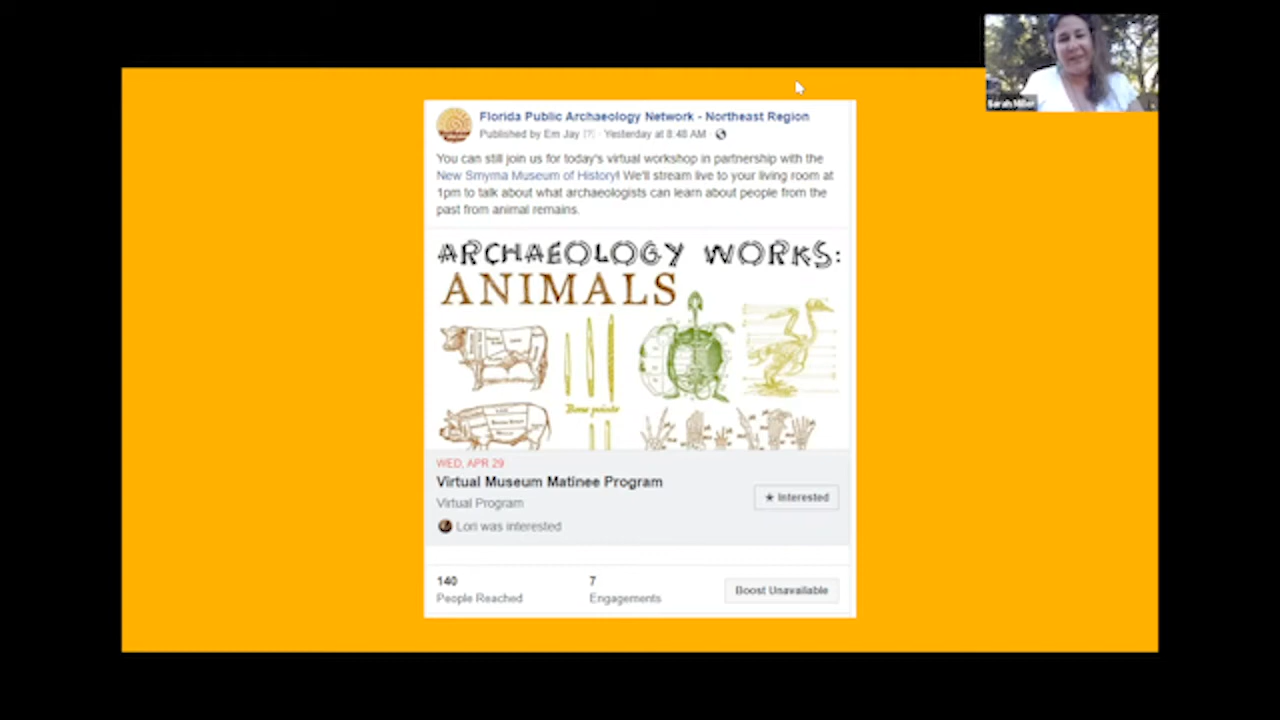 Sarah Miller
Florida Public Archaeology Network - Northeast Region
Published by Em Jay [?] · Yesterday at 8:48 AM ·
You can still join us for today's virtual workshop in partnership with the
New Smyrna Museum of History! We'll stream live to your living room at
1pm to talk about what archaeologists can learn about people from the
past from animal remains.
ARCHAEOLOGY WORKS:
ANIMALS
Bone points
WED, APR 29
Virtual Museum Matinee Program
Virtual Program
★ Interested
Lori was interested
140
People Reached
7
Engagements
Boost Unavailable